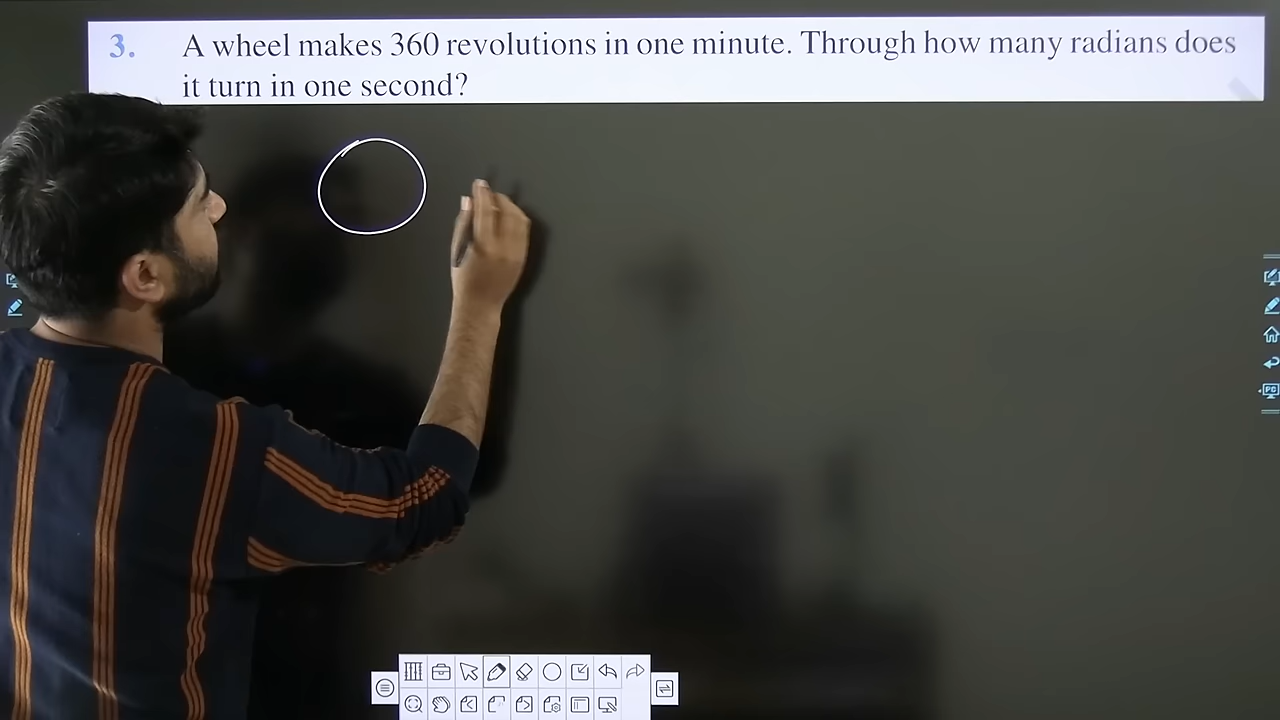 3. A wheel makes 360 revolutions in one minute. Through how many radians does
it turn in one second?